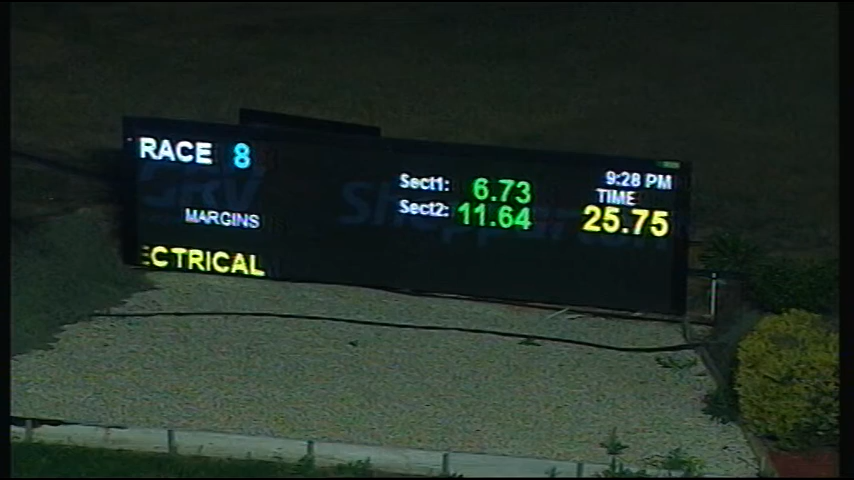 RACE 8
Sect1: 6.73
9:28 PM
TIME
MARGINS
Sect2: 11.64
25.75
ECTRICAL